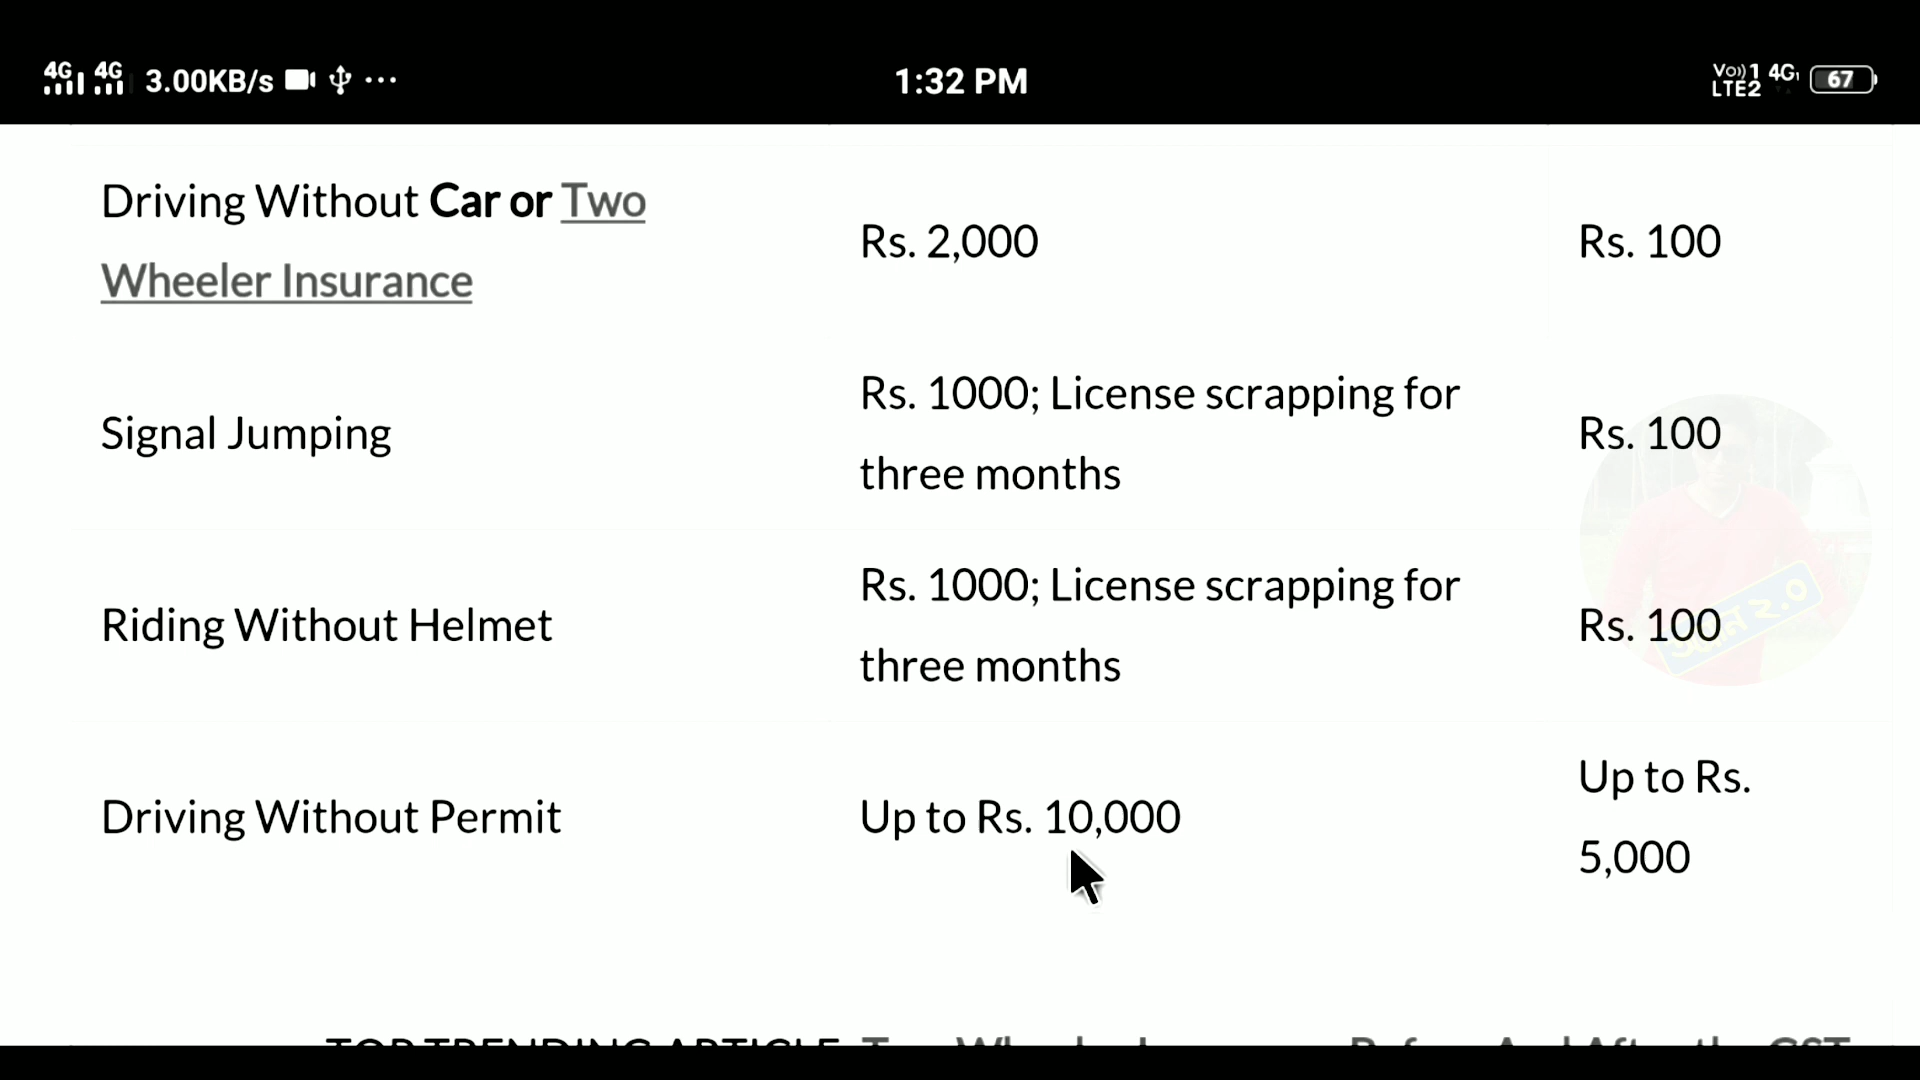 4G 4G 3.00KB/s ... 1:32 PM Vo))1 LTE2 4G 67
Driving Without Car or Two
Wheeler Insurance
Rs. 2,000
Rs. 100
Signal Jumping
Rs. 1000; License scrapping for
three months
Rs. 100
Riding Without Helmet
Rs. 1000; License scrapping for
three months
Rs. 100
Driving Without Permit
Up to Rs. 10,000
Up to Rs.
5,000
TOP TRENDING ARTICLE